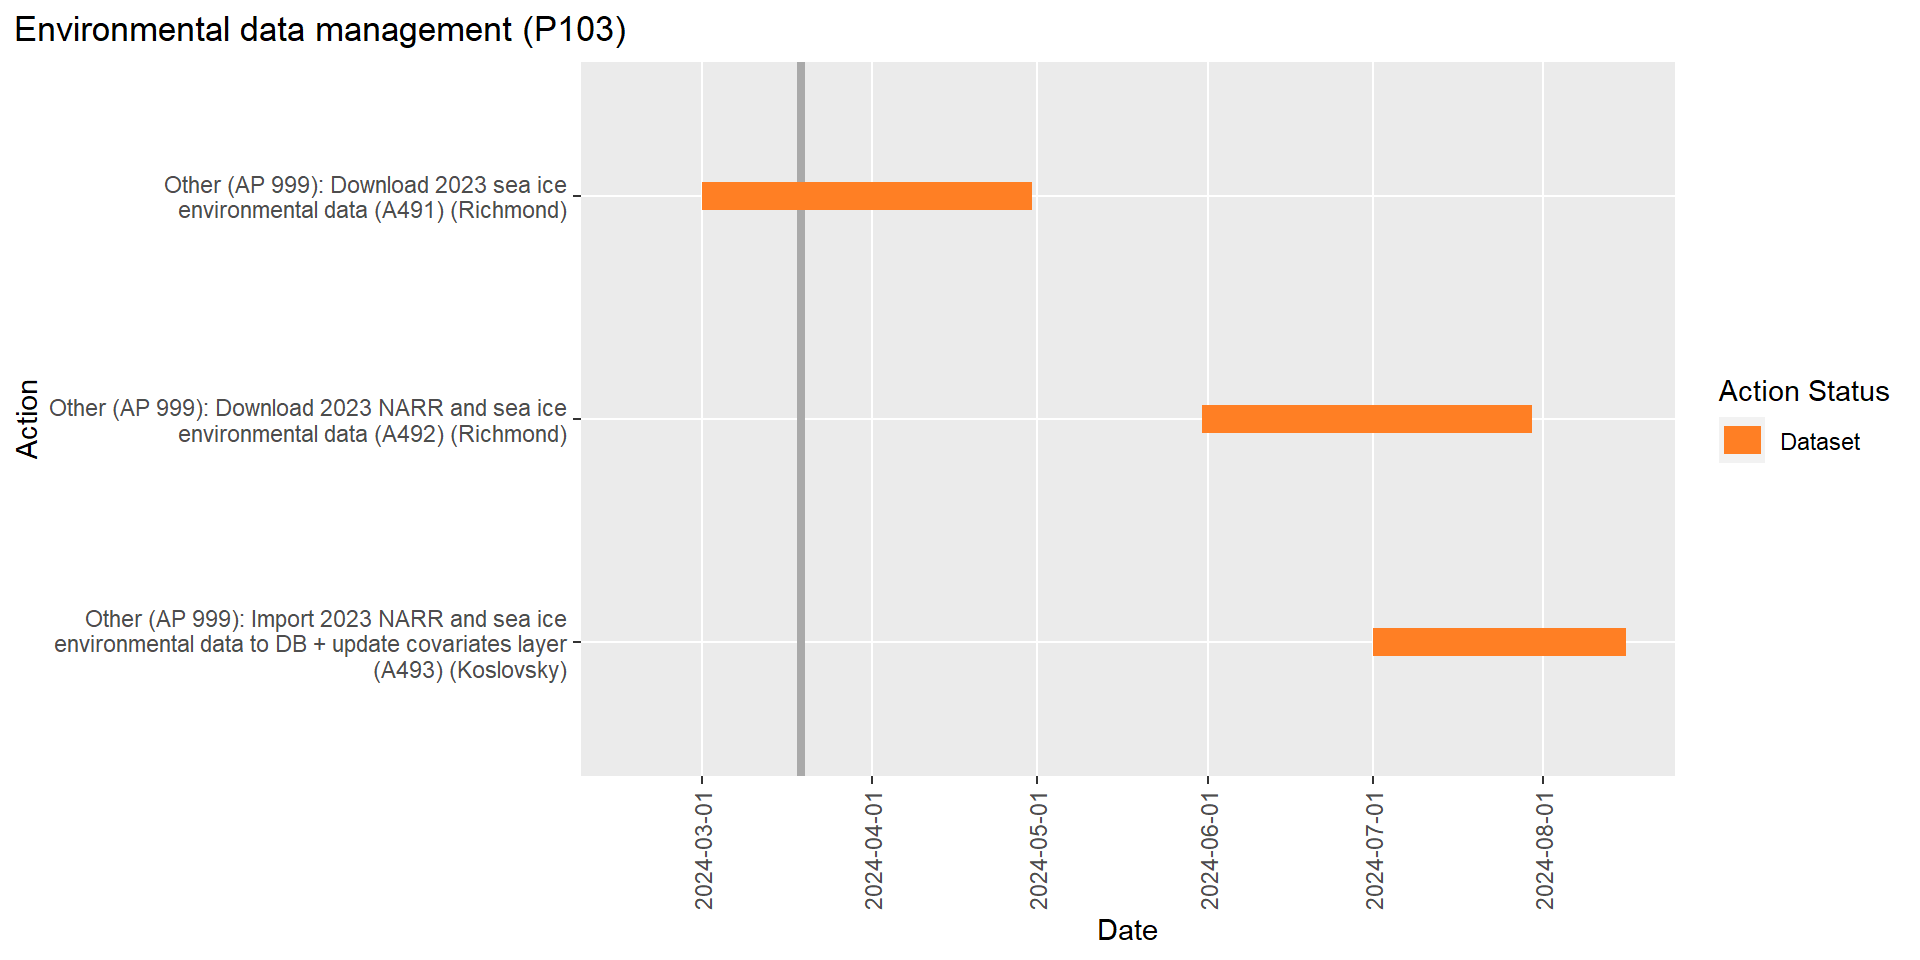 Environmental data management (P103)
Other (AP 999): Download 2023 sea ice
environmental data (A491) (Richmond)
Other (AP 999): Download 2023 NARR and sea ice
environmental data (A492) (Richmond)
Other (AP 999): Import 2023 NARR and sea ice
environmental data to DB + update covariates layer
(A493) (Koslovsky)
Action
2024-03-01
2024-04-01
2024-05-01
2024-06-01
2024-07-01
2024-08-01
Date
Action Status
Dataset